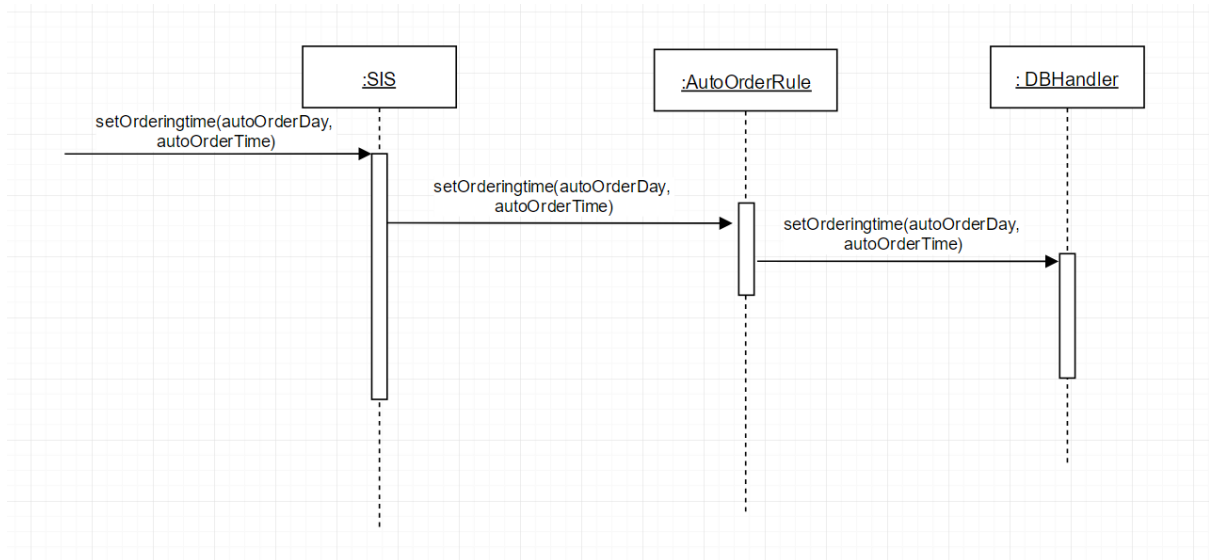 :SIS
:AutoOrderRule
: DBHandler
setOrderingtime(autoOrderDay,
autoOrderTime)
setOrderingtime(autoOrderDay,
autoOrderTime)
setOrderingtime(autoOrderDay,
autoOrderTime)